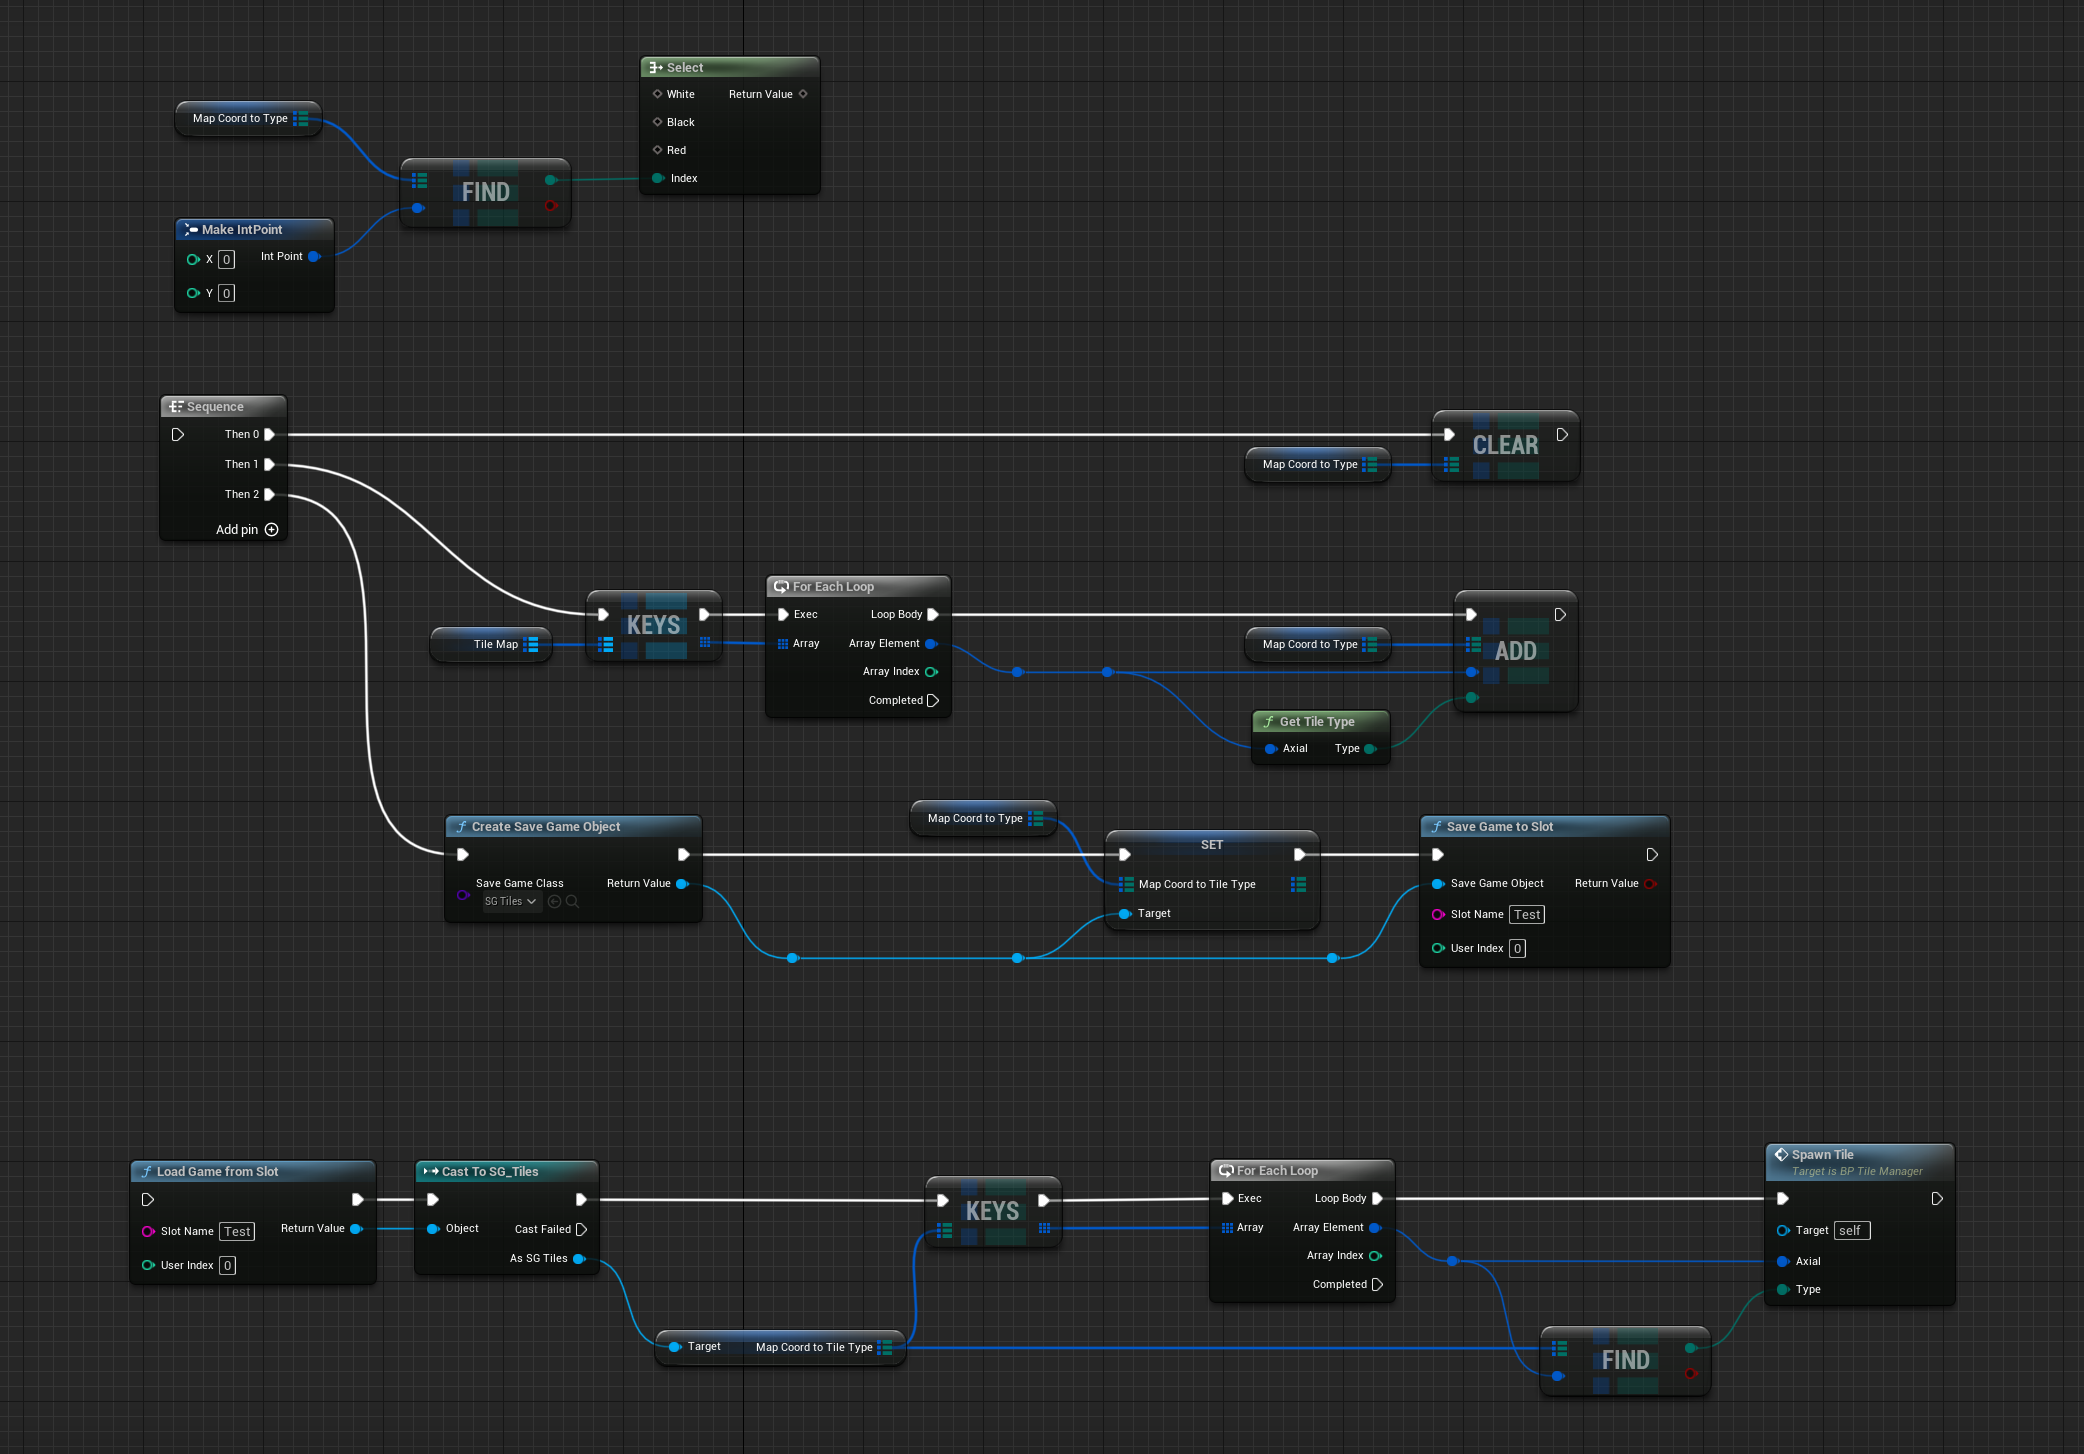 Select
White
Return Value
Black
Red
Index
Map Coord to Type
FIND
Make IntPoint
X 0
Int Point
Y 0
Sequence
Then 0
Then 1
Then 2
Add pin
CLEAR
Map Coord to Type
Tile Map
KEYS
For Each Loop
Exec
Loop Body
Array
Array Element
Array Index
Completed
Map Coord to Type
ADD
Get Tile Type
Axial
Type
Create Save Game Object
Save Game Class
SG Tiles
Return Value
Map Coord to Type
SET
Map Coord to Tile Type
Target
Save Game to Slot
Save Game Object
Return Value
Slot Name Test
User Index 0
Load Game from Slot
Slot Name Test
Return Value
User Index 0
Cast To SG_Tiles
Object
Cast Failed
As SG Tiles
Target
Map Coord to Tile Type
KEYS
For Each Loop
Exec
Loop Body
Array
Array Element
Array Index
Completed
FIND
Spawn Tile
Target is BP Tile Manager
Target self
Axial
Type